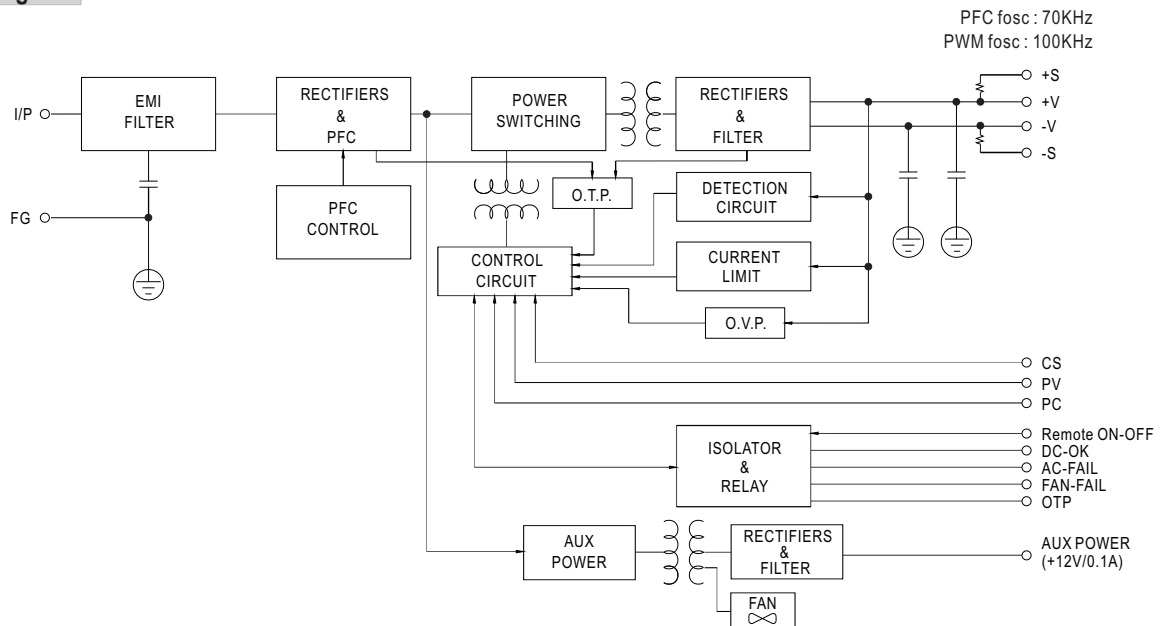 PFC fosc : 70KHz
PWM fosc : 100KHz
I/P
EMI
FILTER
RECTIFIERS
&
PFC
POWER
SWITCHING
RECTIFIERS
&
FILTER
+S
+V
-V
-S
FG
PFC
CONTROL
O.T.P.
DETECTION
CIRCUIT
CONTROL
CIRCUIT
CURRENT
LIMIT
O.V.P.
CS
PV
PC
ISOLATOR
&
RELAY
Remote ON-OFF
DC-OK
AC-FAIL
FAN-FAIL
OTP
AUX
POWER
RECTIFIERS
&
FILTER
AUX POWER
(+12V/0.1A)
FAN